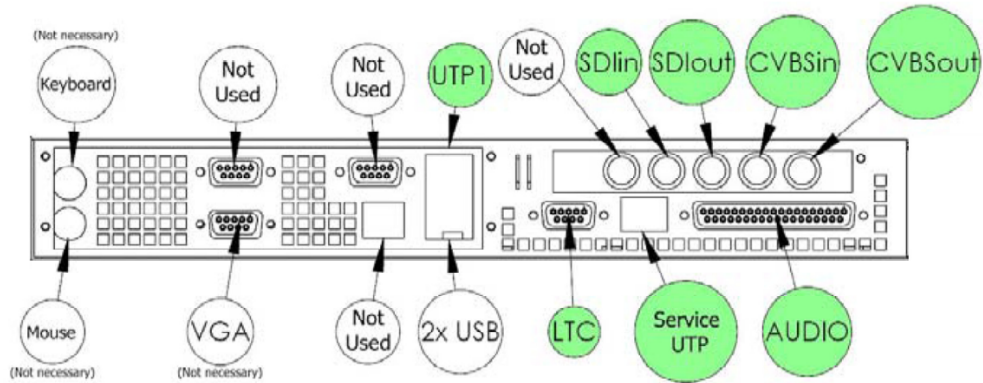 (Not necessary)
Keyboard
Not
Used
Not
Used
UTP1
Not
Used
SDIin
SDIout
CVBSin
CVBSout
Mouse
(Not necessary)
VGA
(Not necessary)
Not
Used
2x USB
LTC
Service
UTP
AUDIO